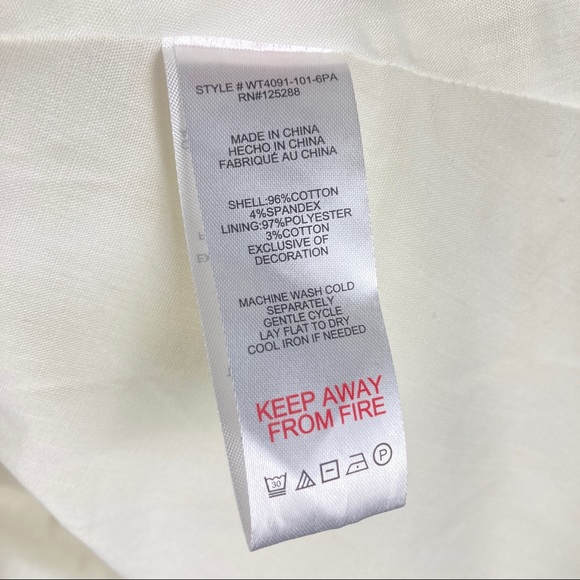 STYLE # WT4091-101-6PA
RN#125288
MADE IN CHINA
HECHO IN CHINA
FABRIQUÉ AU CHINA
SHELL:96%COTTON
4%SPANDEX
LINING:97%POLYESTER
3%COTTON
EXCLUSIVE OF
DECORATION
MACHINE WASH COLD
SEPARATELY
GENTLE CYCLE
LAY FLAT TO DRY
COOL IRON IF NEEDED
KEEP AWAY
FROM FIRE
30 P